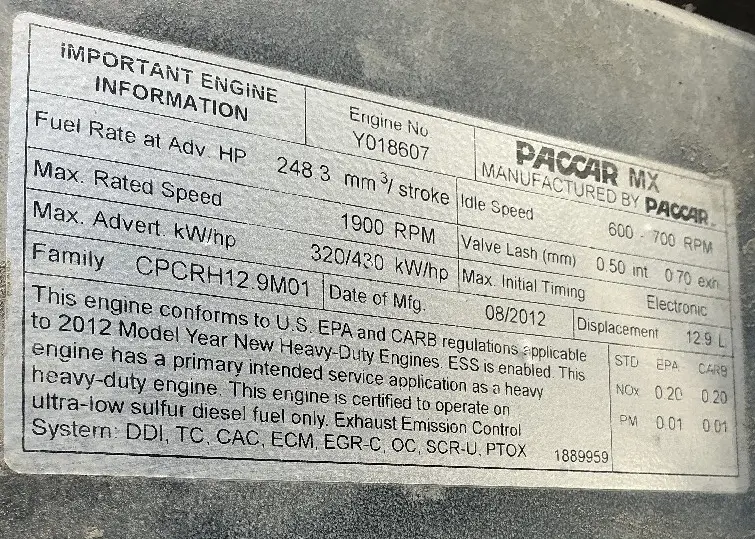 IMPORTANT ENGINE
INFORMATION
Engine No
Y018607
PACCAR MX
MANUFACTURED BY PACCAR
Fuel Rate at Adv. HP 248.3 mm3/ stroke
Idle Speed 600 - 700 RPM
Max. Rated Speed 1900 RPM
Valve Lash (mm) 0.50 int 0.70 exh
Max. Advert. kW/hp 320/430 kW/hp
Max. Initial Timing Electronic
Family CPCRH12.9M01
Date of Mfg. 08/2012
Displacement 12.9 L
This engine conforms to U.S. EPA and CARB regulations applicable
to 2012 Model Year New Heavy-Duty Engines. ESS is enabled. This
engine has a primary intended service application as a heavy
heavy-duty engine. This engine is certified to operate on
ultra-low sulfur diesel fuel only. Exhaust Emission Control
System: DDI, TC, CAC, ECM, EGR-C, OC, SCR-U, PTOX
1889959
STD EPA CARB
NOx 0.20 0.20
PM 0.01 0.01